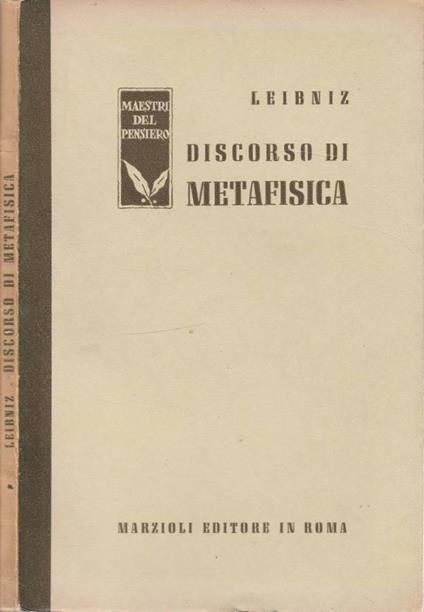 LEIBNIZ . DISCORSO DI METAFISICA
MAESTRI
DEL
PENSIERO
LEIBNIZ
DISCORSO DI
METAFISICA
MARZIOLI EDITORE IN ROMA